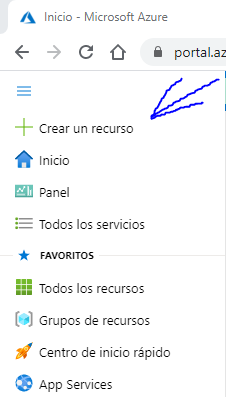 Inicio - Microsoft Azure
portal.az
Crear un recurso
Inicio
Panel
Todos los servicios
FAVORITOS
Todos los recursos
Grupos de recursos
Centro de inicio rápido
App Services